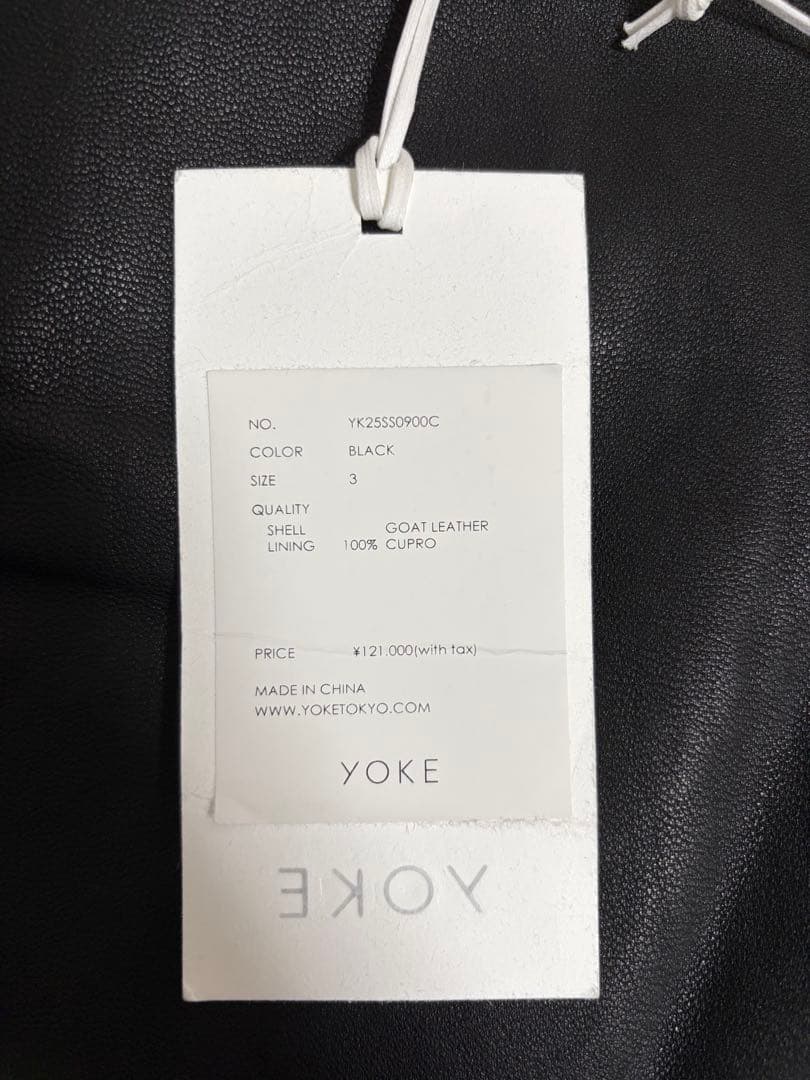 NO. YK25SS0900C
COLOR BLACK
SIZE 3
QUALITY
SHELL GOAT LEATHER
LINING 100% CUPRO
PRICE ¥121.000(with tax)
MADE IN CHINA
WWW.YOKETOKYO.COM
YOKE
YOKE